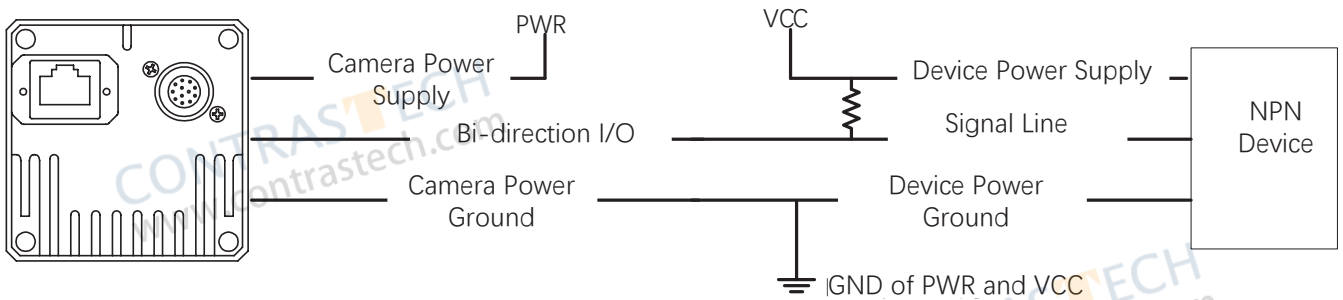 PWR
VCC
Camera Power
Supply
Device Power Supply
NPN
Device
Bi-direction I/O
Signal Line
Camera Power
Ground
Device Power
Ground
GND of PWR and VCC
CONTRASTECH
www.contrastech.com